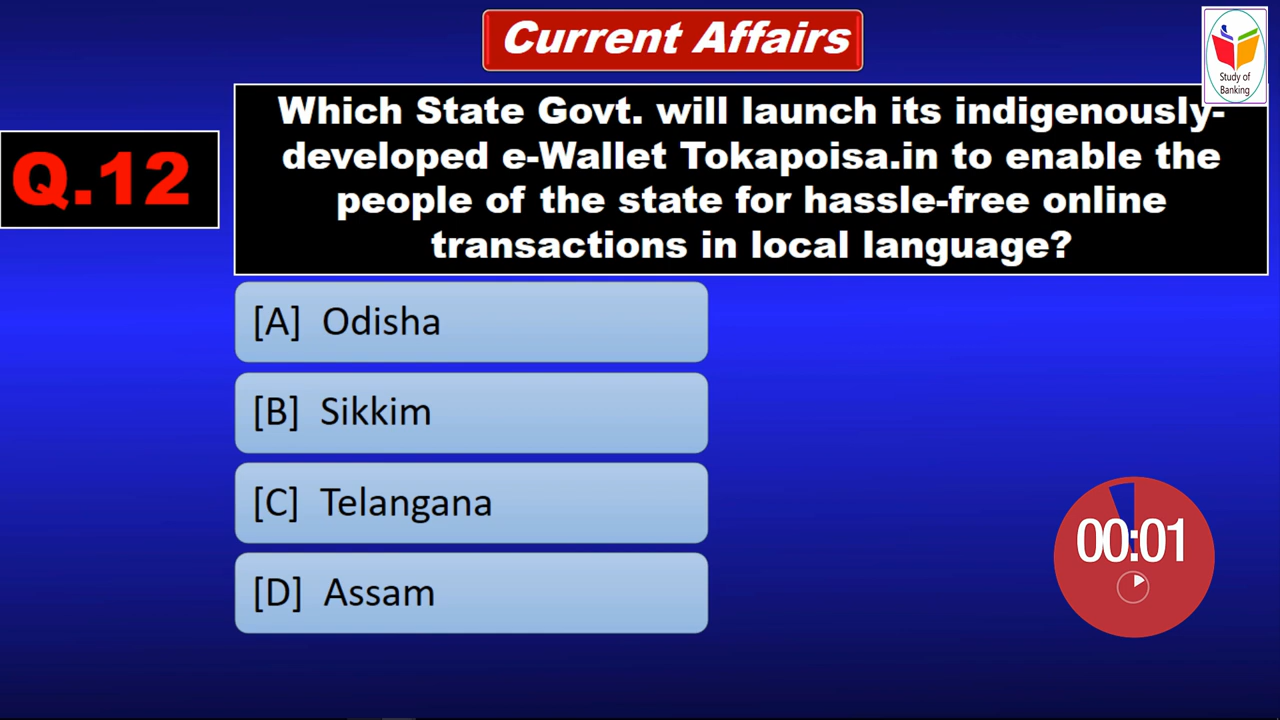 Current Affairs
Study of
Banking
Q.12
Which State Govt. will launch its indigenously-
developed e-Wallet Tokapoisa.in to enable the
people of the state for hassle-free online
transactions in local language?
[A] Odisha
[B] Sikkim
[C] Telangana
[D] Assam
00:01